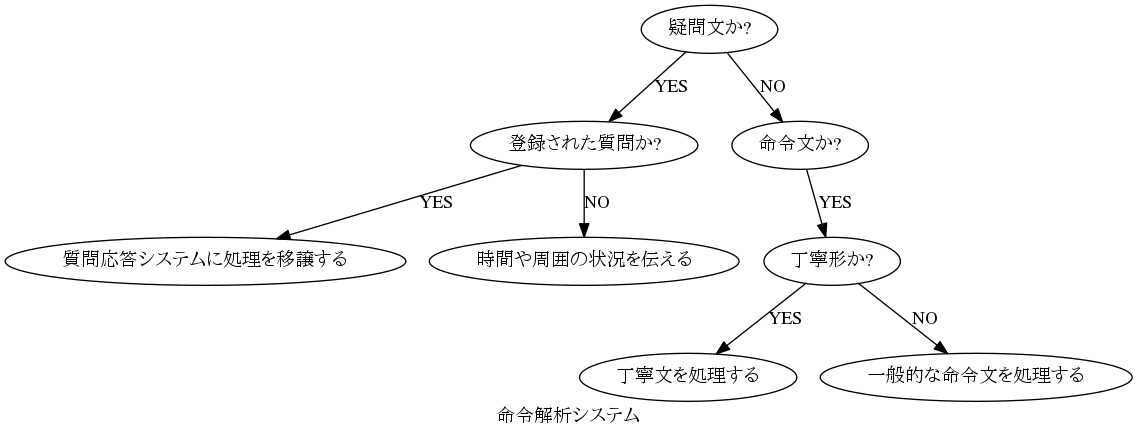 疑問文か?
YES
NO
登録された質問か?
命令文か?
YES
NO
YES
質問応答システムに処理を移譲する
時間や周囲の状況を伝える
丁寧形か?
YES
NO
丁寧文を処理する
一般的な命令文を処理する
命令解析システム